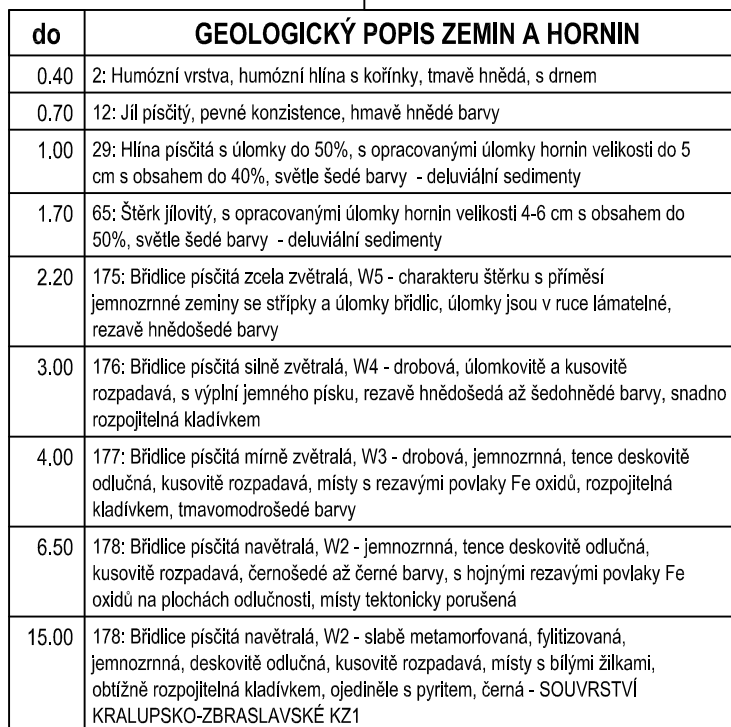 do GEOLOGICKÝ POPIS ZEMIN A HORNIN
0.40 2: Humózní vrstva, humózní hlína s kořínky, tmavě hnědá, s drnem
0.70 12: Jíl písčitý, pevné konzistence, hmavě hnědé barvy
1.00 29: Hlína písčitá s úlomky do 50%, s opracovanými úlomky hornin velikosti do 5
cm s obsahem do 40%, světle šedé barvy - deluviální sedimenty
1.70 65: Štěrk jílovitý, s opracovanými úlomky hornin velikosti 4-6 cm s obsahem do
50%, světle šedé barvy - deluviální sedimenty
2.20 175: Břidlice písčitá zcela zvětralá, W5 - charakteru štěrku s příměsí
jemnozrnné zeminy se střípky a úlomky břidlic, úlomky jsou v ruce lámatelné,
rezavě hnědošedé barvy
3.00 176: Břidlice písčitá silně zvětralá, W4 - drobová, úlomkovitě a kusovitě
rozpadavá, s výplní jemného písku, rezavě hnědošedá až šedohnědé barvy, snadno
rozpojitelná kladívkem
4.00 177: Břidlice písčitá mírně zvětralá, W3 - drobová, jemnozrnná, tence deskovitě
odlučná, kusovitě rozpadavá, místy s rezavými povlaky Fe oxidů, rozpojitelná
kladívkem, tmavomodrošedé barvy
6.50 178: Břidlice písčitá navětralá, W2 - jemnozrnná, tence deskovitě odlučná,
kusovitě rozpadavá, černošedé až černé barvy, s hojnými rezavými povlaky Fe
oxidů na plochách odlučnosti, místy tektonicky porušená
15.00 178: Břidlice písčitá navětralá, W2 - slabě metamorfovaná, fylitizovaná,
jemnozrnná, deskovitě odlučná, kusovitě rozpadavá, místy s bílými žilkami,
obtížně rozpojitelná kladívkem, ojediněle s pyritem, černá - SOUVRSTVÍ
KRALUPSKO-ZBRASLAVSKÉ KZ1